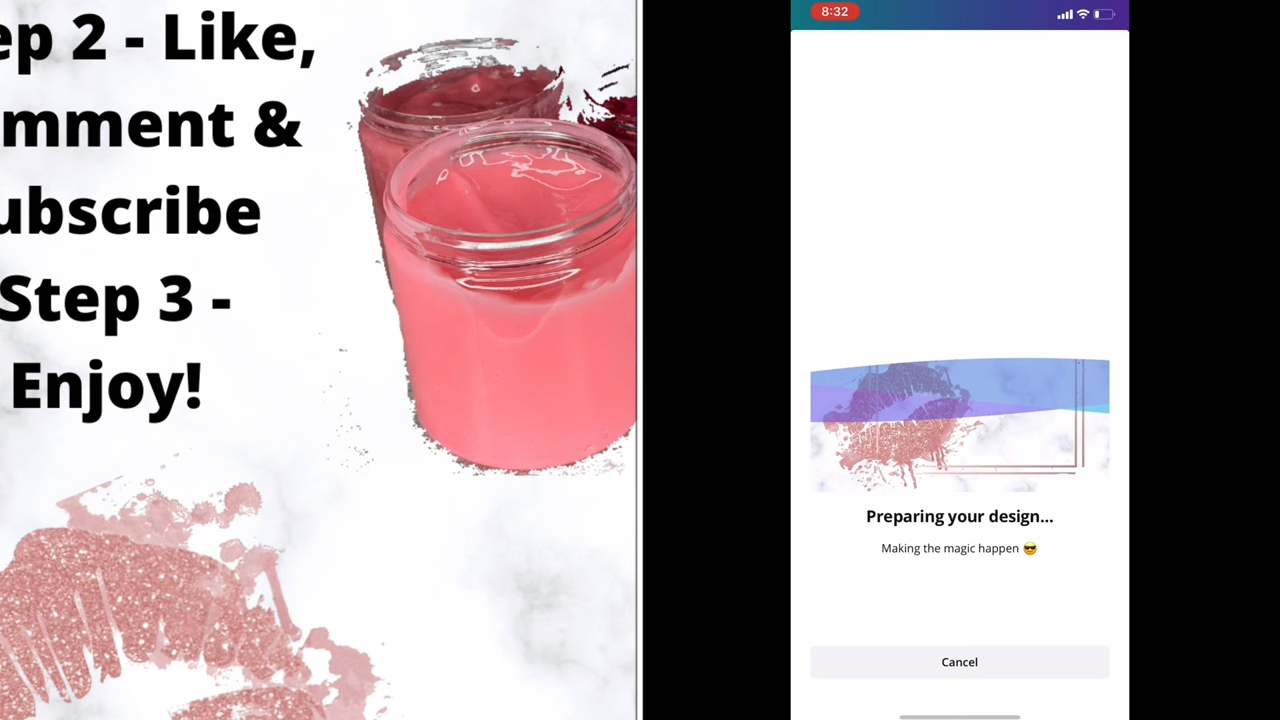 ep 2 - Like,
mment &
ubscribe
Step 3 -
Enjoy!
8:32
Preparing your design...
Making the magic happen 😎
Cancel